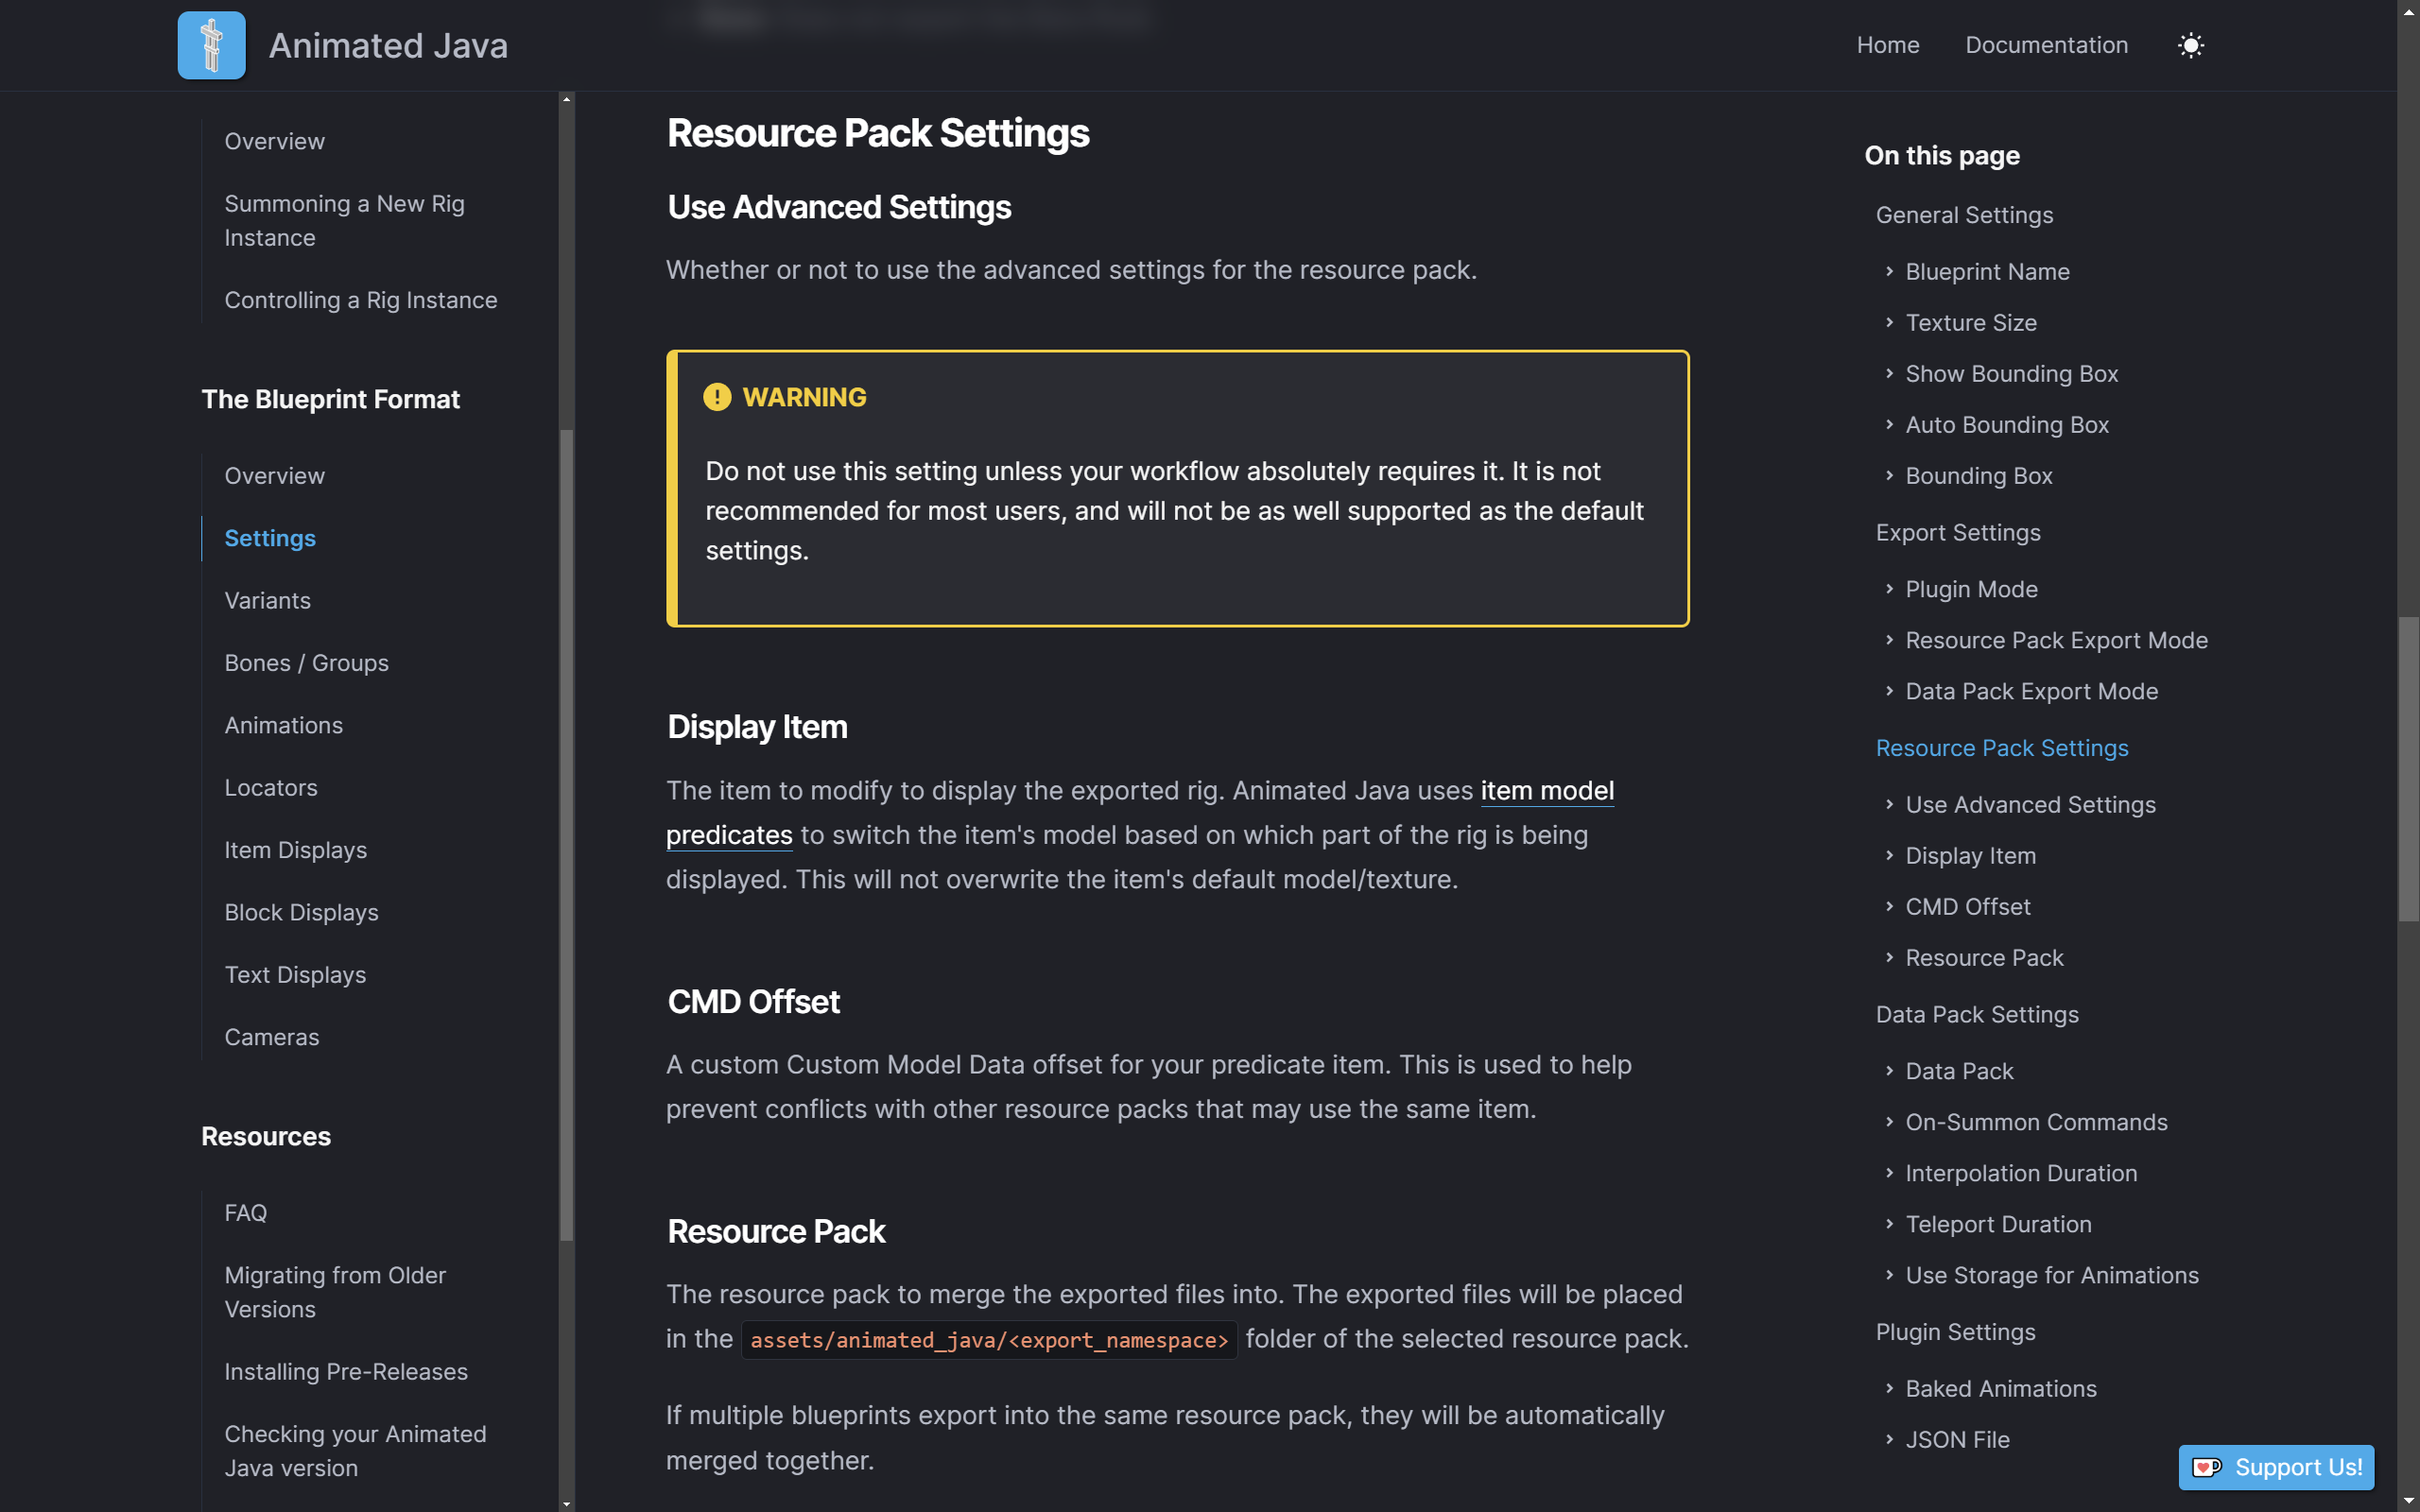 Animated Java
Home
Documentation
Overview
Summoning a New Rig
Instance
Controlling a Rig Instance
The Blueprint Format
Overview
Settings
Variants
Bones / Groups
Animations
Locators
Item Displays
Block Displays
Text Displays
Cameras
Resources
FAQ
Migrating from Older
Versions
Installing Pre-Releases
Checking your Animated
Java version
Resource Pack Settings
Use Advanced Settings
Whether or not to use the advanced settings for the resource pack.
WARNING
Do not use this setting unless your workflow absolutely requires it. It is not
recommended for most users, and will not be as well supported as the default
settings.
Display Item
The item to modify to display the exported rig. Animated Java uses item model
predicates to switch the item's model based on which part of the rig is being
displayed. This will not overwrite the item's default model/texture.
CMD Offset
A custom Custom Model Data offset for your predicate item. This is used to help
prevent conflicts with other resource packs that may use the same item.
Resource Pack
The resource pack to merge the exported files into. The exported files will be placed
in the assets/animated_java/<export_namespace> folder of the selected resource pack.
If multiple blueprints export into the same resource pack, they will be automatically
merged together.
On this page
General Settings
Blueprint Name
Texture Size
Show Bounding Box
Auto Bounding Box
Bounding Box
Export Settings
Plugin Mode
Resource Pack Export Mode
Data Pack Export Mode
Resource Pack Settings
Use Advanced Settings
Display Item
CMD Offset
Resource Pack
Data Pack Settings
Data Pack
On-Summon Commands
Interpolation Duration
Teleport Duration
Use Storage for Animations
Plugin Settings
Baked Animations
JSON File
Support Us!